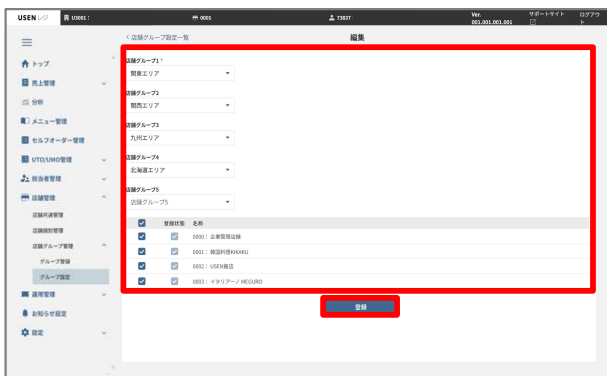 USENレジ U3001： 0001 73837 Ver. 001.001.001.001 サポートサイト ログアウト
＜店舗グループ設定一覧 編集
トップ
売上管理
分析
メニュー管理
セルフオーダー管理
UTO/UMO管理
担当者管理
店舗管理
店舗共通管理
店舗個別管理
店舗グループ管理
グループ登録
グループ設定
運用管理
お知らせ設定
設定
店舗グループ1 *
関東エリア
店舗グループ2
関西エリア
店舗グループ3
九州エリア
店舗グループ4
北海道エリア
店舗グループ5
店舗グループ5
登録状態 名称
0000： 企業管理店舗
0001： 韓国料理KIKAKU
0002： USEN飯店
0003： イタリアーノ MEGURO
登録